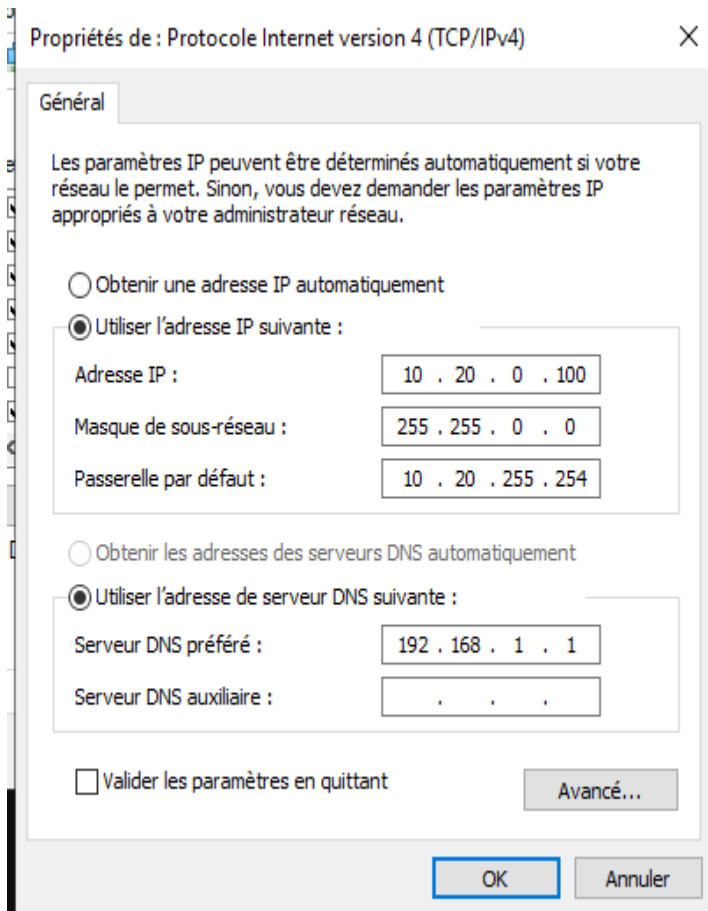 Propriétés de : Protocole Internet version 4 (TCP/IPv4)
Général
Les paramètres IP peuvent être déterminés automatiquement si votre
réseau le permet. Sinon, vous devez demander les paramètres IP
appropriés à votre administrateur réseau.
Obtenir une adresse IP automatiquement
Utiliser l'adresse IP suivante :
Adresse IP : 10 . 20 . 0 . 100
Masque de sous-réseau : 255 . 255 . 0 . 0
Passerelle par défaut : 10 . 20 . 255 . 254
Obtenir les adresses des serveurs DNS automatiquement
Utiliser l'adresse de serveur DNS suivante :
Serveur DNS préféré : 192 . 168 . 1 . 1
Serveur DNS auxiliaire : . . .
Valider les paramètres en quittant
Avancé...
OK Annuler